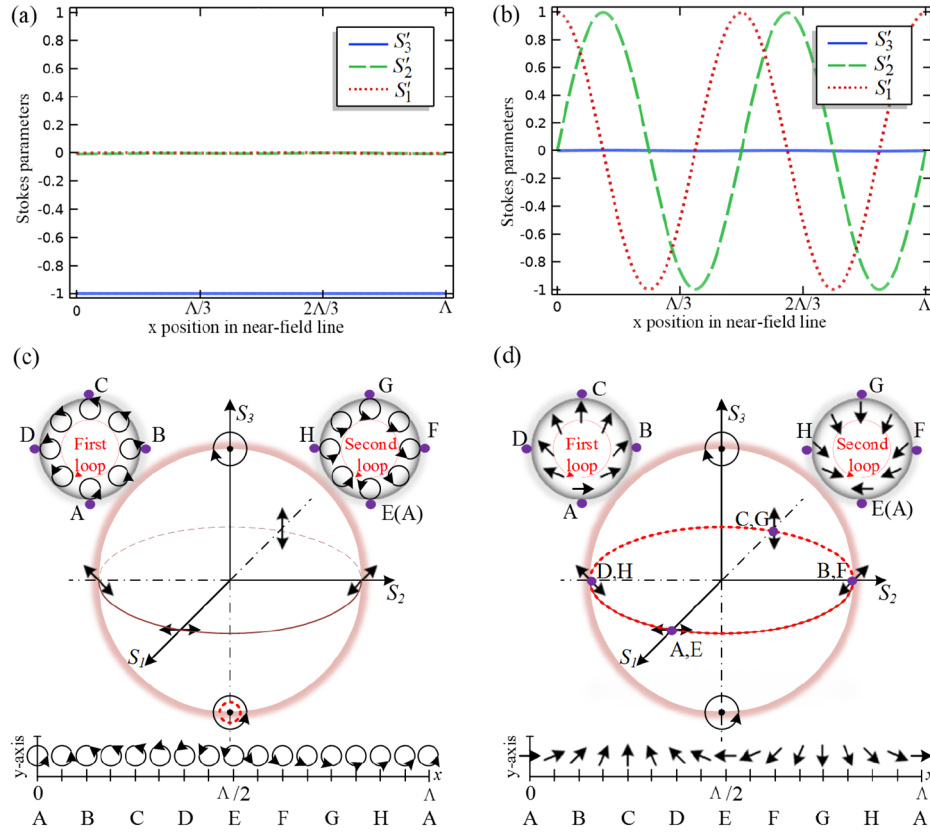 (a)
1
0.8
0.6
0.4
0.2
0
-0.2
-0.4
-0.6
-0.8
-1
Stokes parameters
S′3
S′2
S′1
0
Λ/3
2Λ/3
Λ
x position in near-field line
(b)
1
0.8
0.6
0.4
0.2
0
-0.2
-0.4
-0.6
-0.8
-1
Stokes parameters
S′3
S′2
S′1
0
Λ/3
2Λ/3
Λ
x position in near-field line
(c)
C
D
B
A
First
loop
G
H
F
E(A)
Second
loop
S3
S2
S1
y-axis
x
0
Λ/2
Λ
A B C D E F G H A
(d)
C
D
B
A
First
loop
G
H
F
E(A)
Second
loop
S3
C,G
D,H
B,F
S2
A,E
S1
y-axis
x
0
Λ/2
Λ
A B C D E F G H A